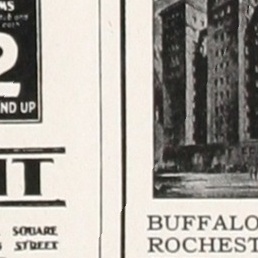 MS
2
ND UP
IT
SQUARE
STREET
BUFFALO
ROCHEST